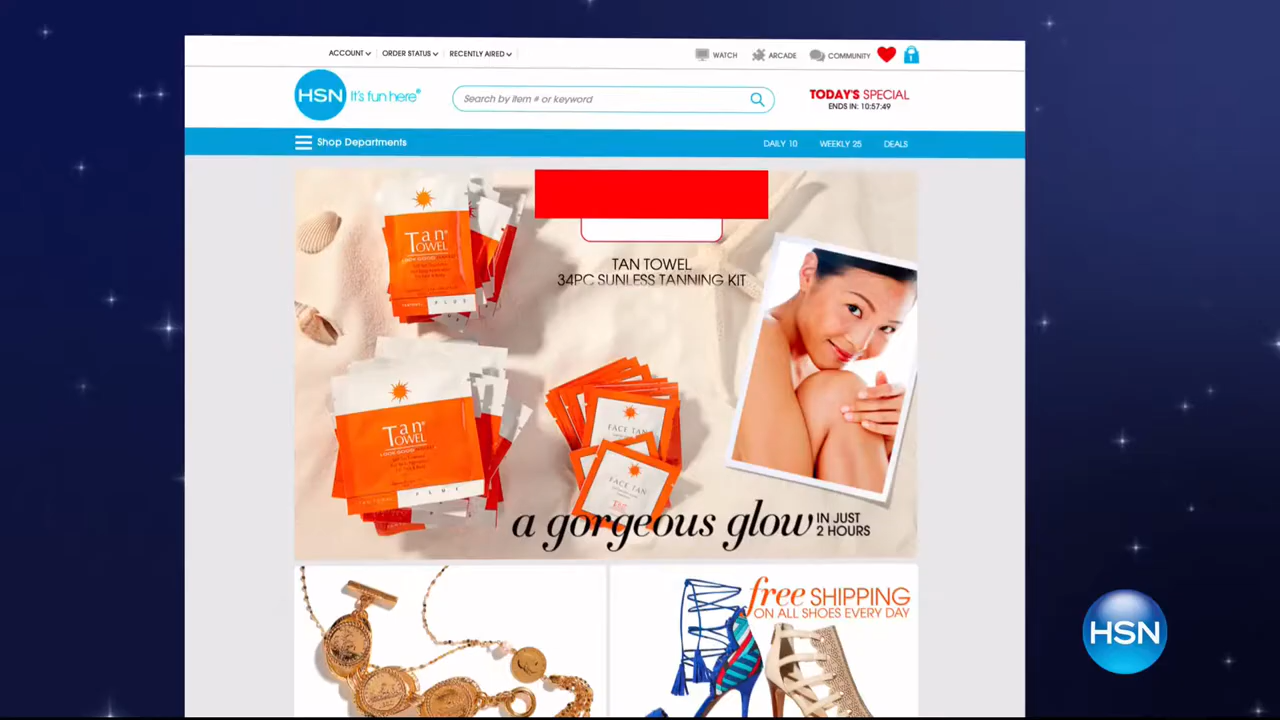 ACCOUNT
ORDER STATUS
RECENTLY AIRED
WATCH
ARCADE
COMMUNITY
1
HSN It's fun here®
Search by item # or keyword
TODAY'S SPECIAL
ENDS IN: 10:57:49
Shop Departments
DAILY 10
WEEKLY 25
DEALS
Tan
TOWEL
PLUS
TAN TOWEL
34PC SUNLESS TANNING KIT
Tan
TOWEL
PLUS
FACE TAN
FACE TAN
a gorgeous glow IN JUST
2 HOURS
free SHIPPING
ON ALL SHOES EVERY DAY
HSN